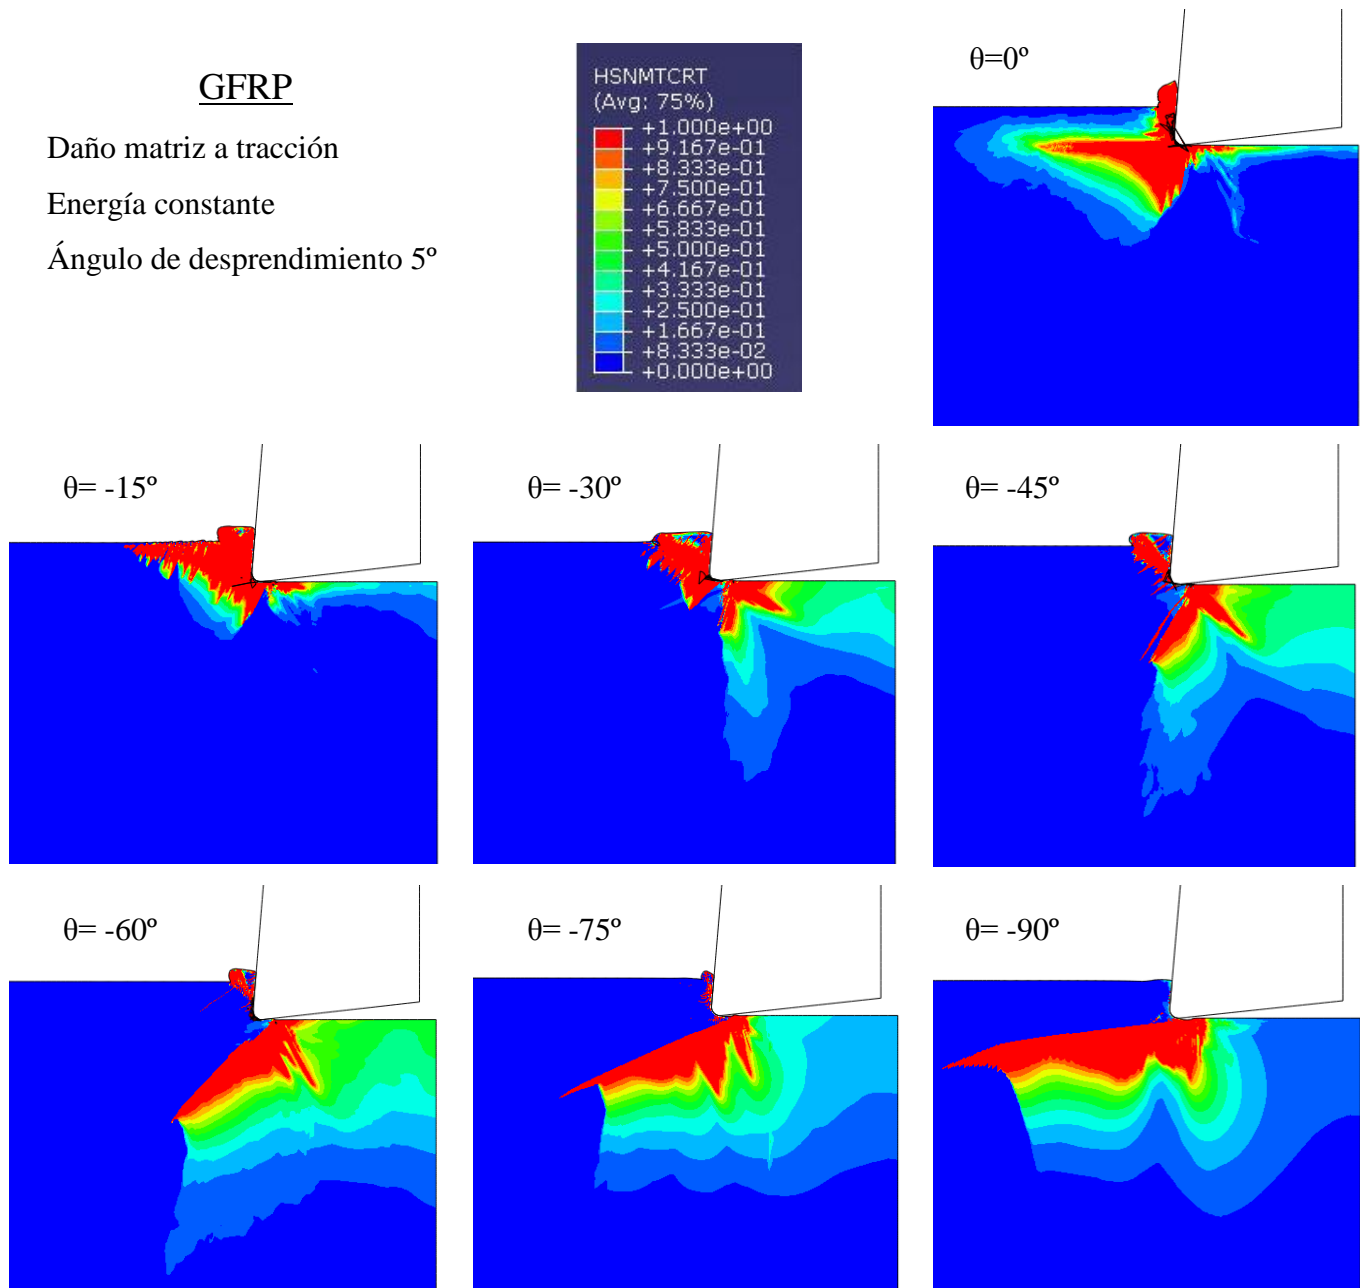 GFRP
Daño matriz a tracción
Energía constante
Ángulo de desprendimiento 5º
HSNMTCRT
(Avg: 75%)
+1.000e+00
+9.167e-01
+8.333e-01
+7.500e-01
+6.667e-01
+5.833e-01
+5.000e-01
+4.167e-01
+3.333e-01
+2.500e-01
+1.667e-01
+8.333e-02
+0.000e+00
θ=0º
θ= -15º
θ= -30º
θ= -45º
θ= -60º
θ= -75º
θ= -90º